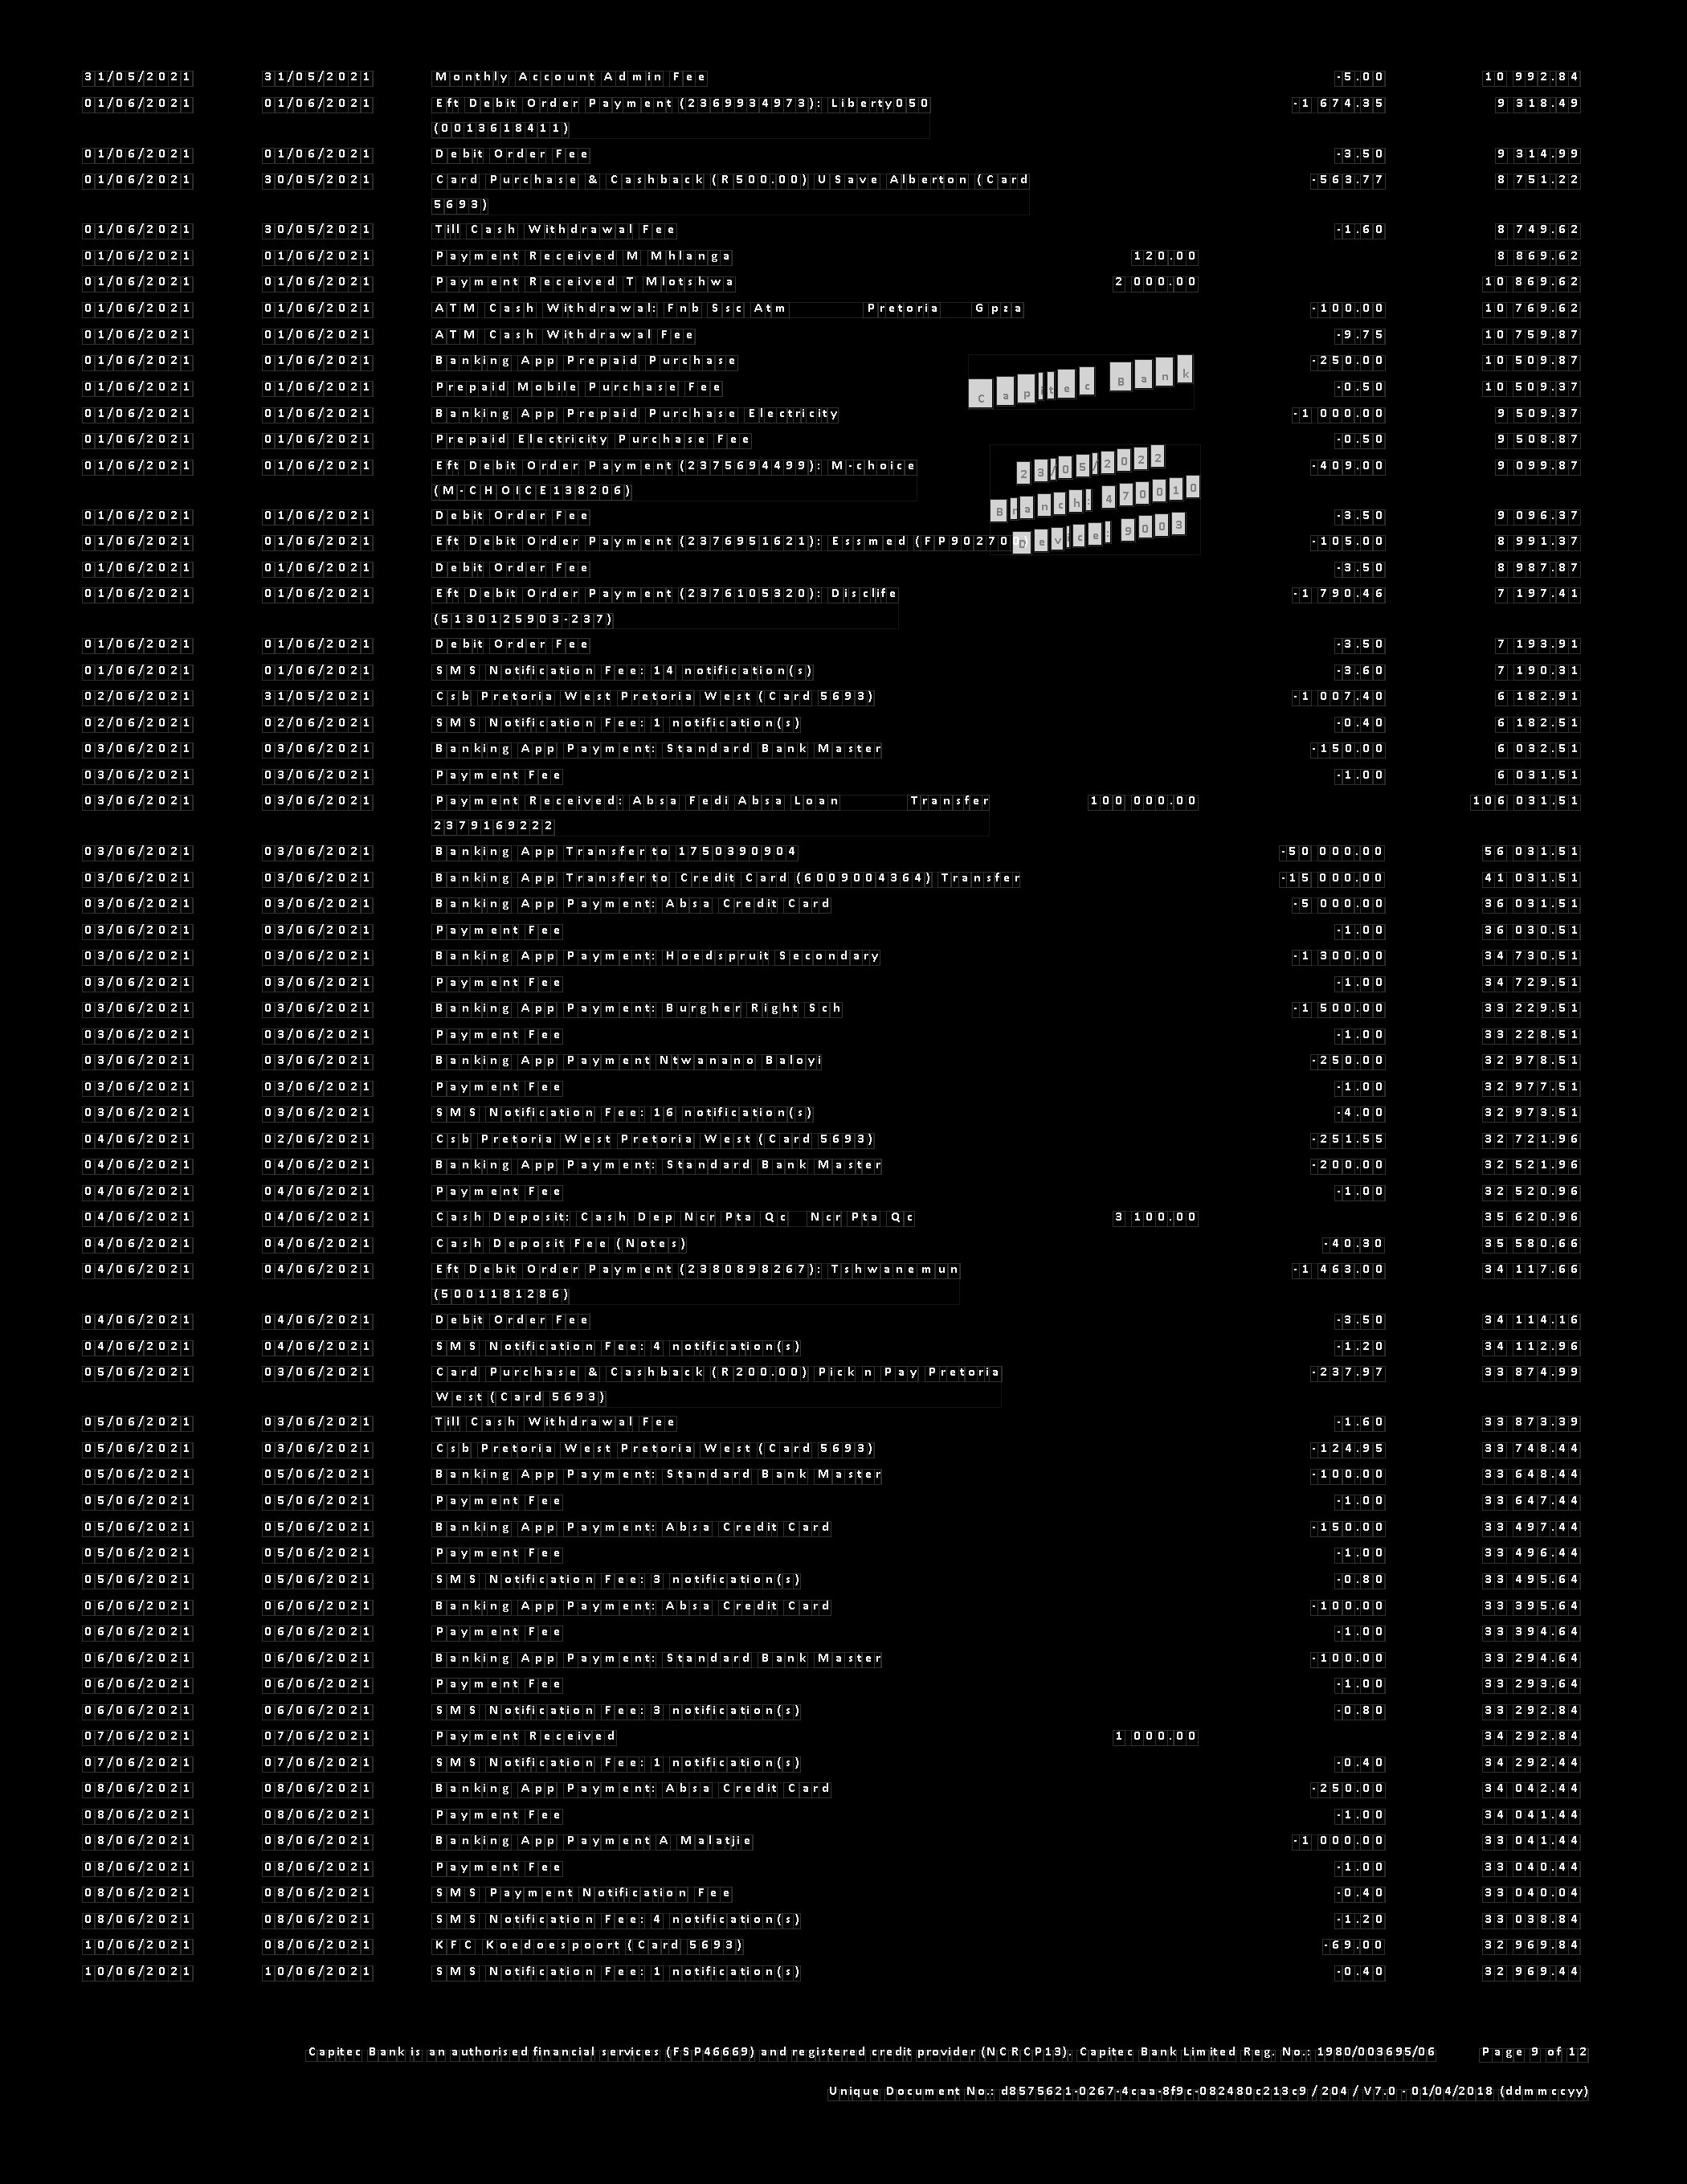 31/05/2021 31/05/2021 Monthly Account Admin Fee -5.00 10 992.84
01/06/2021 01/06/2021 Eft Debit Order Payment (2369934973): Liberty050 -1 674.35 9 318.49
(0013618411)
01/06/2021 01/06/2021 Debit Order Fee -3.50 9 314.99
01/06/2021 30/05/2021 Card Purchase & Cashback (R500.00) USave Alberton (Card -563.77 8 751.22
5693)
01/06/2021 30/05/2021 Till Cash Withdrawal Fee -1.60 8 749.62
01/06/2021 01/06/2021 Payment Received M Mhlanga 120.00 8 869.62
01/06/2021 01/06/2021 Payment Received T Mlotshwa 2 000.00 10 869.62
01/06/2021 01/06/2021 ATM Cash Withdrawal: Fnb Ssc Atm Pretoria Gpza -100.00 10 769.62
01/06/2021 01/06/2021 ATM Cash Withdrawal Fee -9.75 10 759.87
01/06/2021 01/06/2021 Banking App Prepaid Purchase -250.00 10 509.87
Capitec Bank
01/06/2021 01/06/2021 Prepaid Mobile Purchase Fee -0.50 10 509.37
01/06/2021 01/06/2021 Banking App Prepaid Purchase Electricity -1 000.00 9 509.37
01/06/2021 01/06/2021 Prepaid Electricity Purchase Fee -0.50 9 508.87
23/05/2022
01/06/2021 01/06/2021 Eft Debit Order Payment (2375694499): M-choice -409.00 9 099.87
(M-CHOICE138206)
Branch: 470010
01/06/2021 01/06/2021 Debit Order Fee -3.50 9 096.37
Device: 9003
01/06/2021 01/06/2021 Eft Debit Order Payment (2376951621): Essmed (FP902700) -105.00 8 991.37
01/06/2021 01/06/2021 Debit Order Fee -3.50 8 987.87
01/06/2021 01/06/2021 Eft Debit Order Payment (2376105320): Disclife -1 790.46 7 197.41
(5130125903-237)
01/06/2021 01/06/2021 Debit Order Fee -3.50 7 193.91
01/06/2021 01/06/2021 SMS Notification Fee: 14 notification(s) -3.60 7 190.31
02/06/2021 31/05/2021 Csb Pretoria West Pretoria West (Card 5693) -1 007.40 6 182.91
02/06/2021 02/06/2021 SMS Notification Fee: 1 notification(s) -0.40 6 182.51
03/06/2021 03/06/2021 Banking App Payment: Standard Bank Master -150.00 6 032.51
03/06/2021 03/06/2021 Payment Fee -1.00 6 031.51
03/06/2021 03/06/2021 Payment Received: Absa Fedi Absa Loan Transfer 100 000.00 106 031.51
2379169222
03/06/2021 03/06/2021 Banking App Transfer to 1750390904 -50 000.00 56 031.51
03/06/2021 03/06/2021 Banking App Transfer to Credit Card (6009004364) Transfer -15 000.00 41 031.51
03/06/2021 03/06/2021 Banking App Payment: Absa Credit Card -5 000.00 36 031.51
03/06/2021 03/06/2021 Payment Fee -1.00 36 030.51
03/06/2021 03/06/2021 Banking App Payment: Hoedspruit Secondary -1 300.00 34 730.51
03/06/2021 03/06/2021 Payment Fee -1.00 34 729.51
03/06/2021 03/06/2021 Banking App Payment: Burgher Right Sch -1 500.00 33 229.51
03/06/2021 03/06/2021 Payment Fee -1.00 33 228.51
03/06/2021 03/06/2021 Banking App Payment Ntwanano Baloyi -250.00 32 978.51
03/06/2021 03/06/2021 Payment Fee -1.00 32 977.51
03/06/2021 03/06/2021 SMS Notification Fee: 16 notification(s) -4.00 32 973.51
04/06/2021 02/06/2021 Csb Pretoria West Pretoria West (Card 5693) -251.55 32 721.96
04/06/2021 04/06/2021 Banking App Payment: Standard Bank Master -200.00 32 521.96
04/06/2021 04/06/2021 Payment Fee -1.00 32 520.96
04/06/2021 04/06/2021 Cash Deposit: Cash Dep Ncr Pta Qc Ncr Pta Qc 3 100.00 35 620.96
04/06/2021 04/06/2021 Cash Deposit Fee (Notes) -40.30 35 580.66
04/06/2021 04/06/2021 Eft Debit Order Payment (2380898267): Tshwanemun -1 463.00 34 117.66
(5001181286)
04/06/2021 04/06/2021 Debit Order Fee -3.50 34 114.16
04/06/2021 04/06/2021 SMS Notification Fee: 4 notification(s) -1.20 34 112.96
05/06/2021 03/06/2021 Card Purchase & Cashback (R200.00) Pick n Pay Pretoria -237.97 33 874.99
West (Card 5693)
05/06/2021 03/06/2021 Till Cash Withdrawal Fee -1.60 33 873.39
05/06/2021 03/06/2021 Csb Pretoria West Pretoria West (Card 5693) -124.95 33 748.44
05/06/2021 05/06/2021 Banking App Payment: Standard Bank Master -100.00 33 648.44
05/06/2021 05/06/2021 Payment Fee -1.00 33 647.44
05/06/2021 05/06/2021 Banking App Payment: Absa Credit Card -150.00 33 497.44
05/06/2021 05/06/2021 Payment Fee -1.00 33 496.44
05/06/2021 05/06/2021 SMS Notification Fee: 3 notification(s) -0.80 33 495.64
06/06/2021 06/06/2021 Banking App Payment: Absa Credit Card -100.00 33 395.64
06/06/2021 06/06/2021 Payment Fee -1.00 33 394.64
06/06/2021 06/06/2021 Banking App Payment: Standard Bank Master -100.00 33 294.64
06/06/2021 06/06/2021 Payment Fee -1.00 33 293.64
06/06/2021 06/06/2021 SMS Notification Fee: 3 notification(s) -0.80 33 292.84
07/06/2021 07/06/2021 Payment Received 1 000.00 34 292.84
07/06/2021 07/06/2021 SMS Notification Fee: 1 notification(s) -0.40 34 292.44
08/06/2021 08/06/2021 Banking App Payment: Absa Credit Card -250.00 34 042.44
08/06/2021 08/06/2021 Payment Fee -1.00 34 041.44
08/06/2021 08/06/2021 Banking App Payment A Malatjie -1 000.00 33 041.44
08/06/2021 08/06/2021 Payment Fee -1.00 33 040.44
08/06/2021 08/06/2021 SMS Payment Notification Fee -0.40 33 040.04
08/06/2021 08/06/2021 SMS Notification Fee: 4 notification(s) -1.20 33 038.84
10/06/2021 08/06/2021 KFC Koedoespoort (Card 5693) -69.00 32 969.84
10/06/2021 10/06/2021 SMS Notification Fee: 1 notification(s) -0.40 32 969.44
Capitec Bank is an authorised financial services (FSP46669) and registered credit provider (NCRCP13). Capitec Bank Limited Reg. No.: 1980/003695/06 Page 9 of 12
Unique Document No.: d8575621-0267-4caa-8f9c-082480c213c9 / 204 / V7.0 - 01/04/2018 (ddmmccyy)